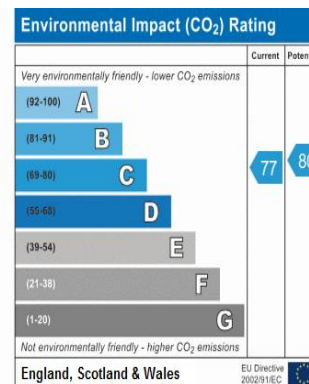 Environmental Impact (CO₂) Rating
Current Poten
Very environmentally friendly - lower CO₂ emissions
(92-100) A
(81-91) B
(69-80) C
77 80
(55-68) D
(39-54) E
(21-38) F
(1-20) G
Not environmentally friendly - higher CO₂ emissions
England, Scotland & Wales
EU Directive
2002/91/EC